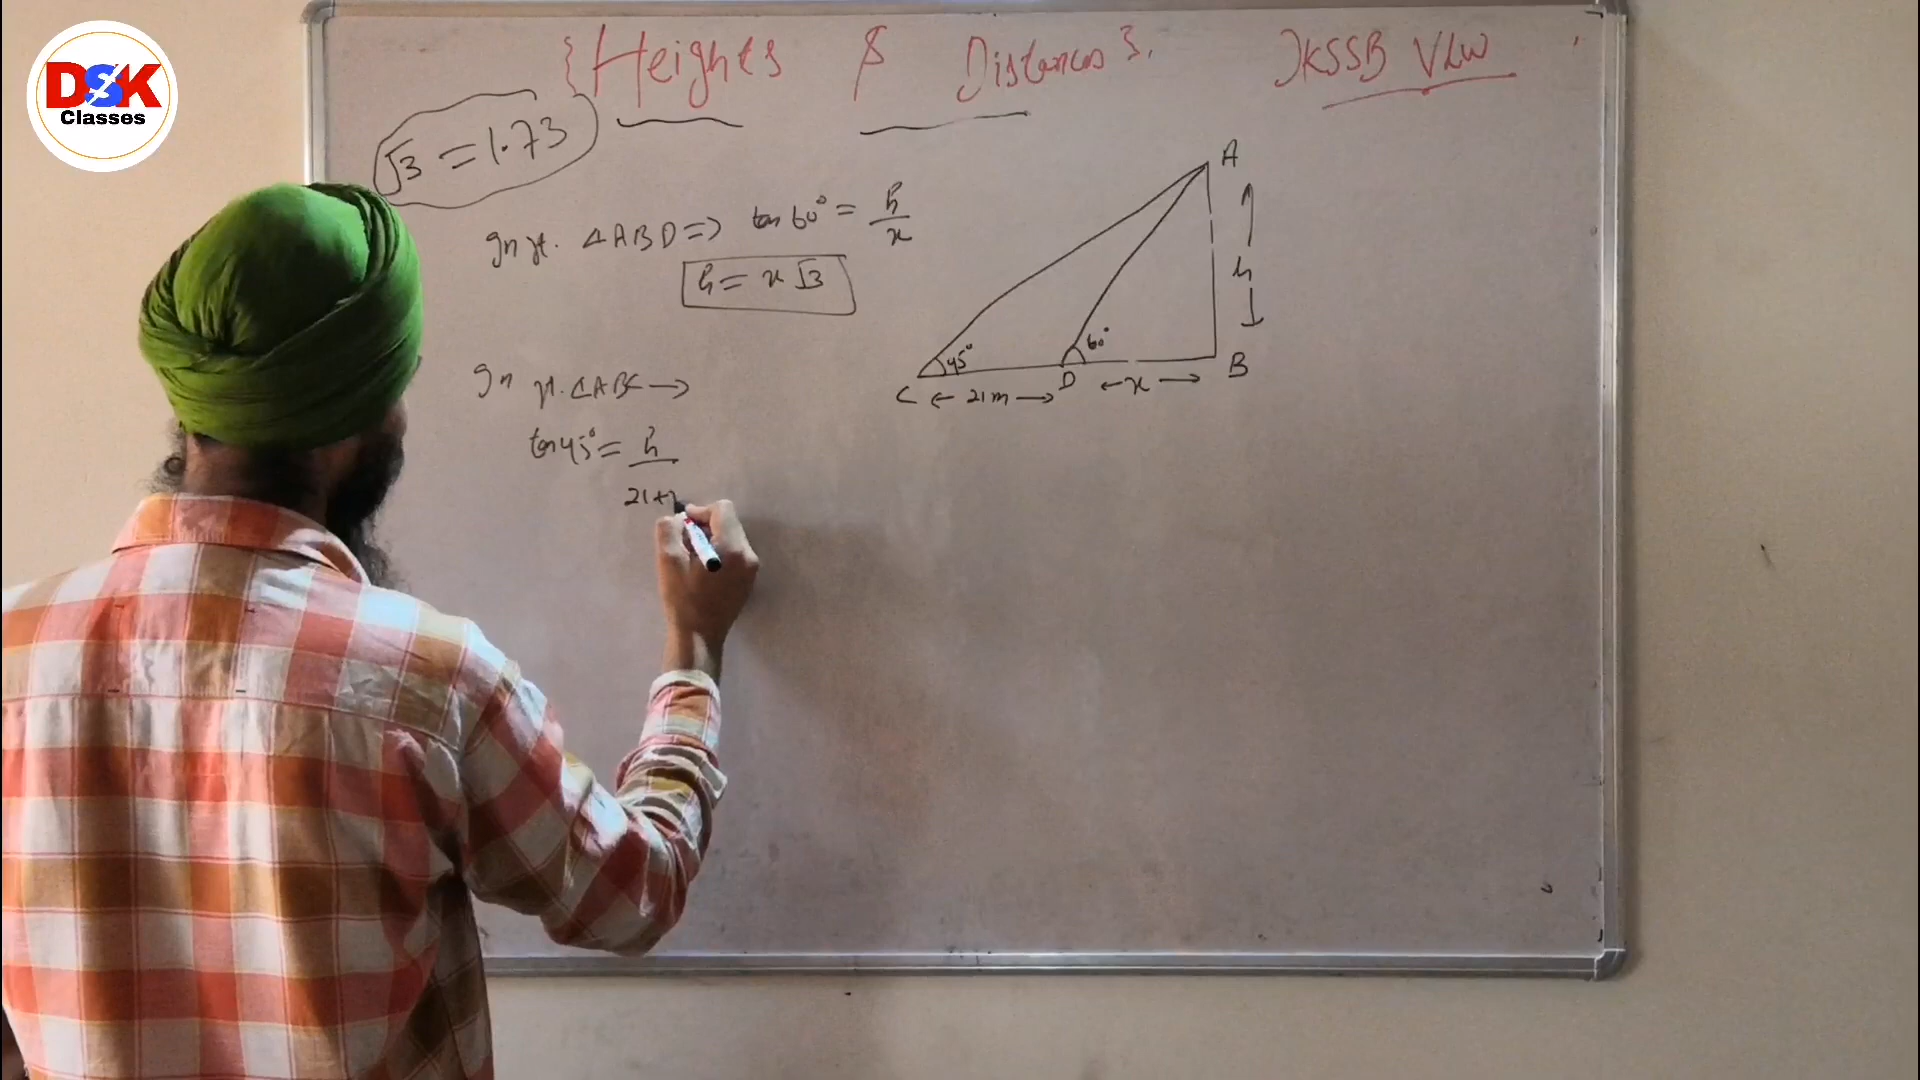 DSK
Classes
{Heights & Distances}.
JKSSB VLW
√3 = 1.73
In rt. △ABD => tan 60° = h/x
h = x √3
In rt. △ABC →
tan 45° = h/21+x
A
h
60°
45°
B
C ← 21m → D ← x →